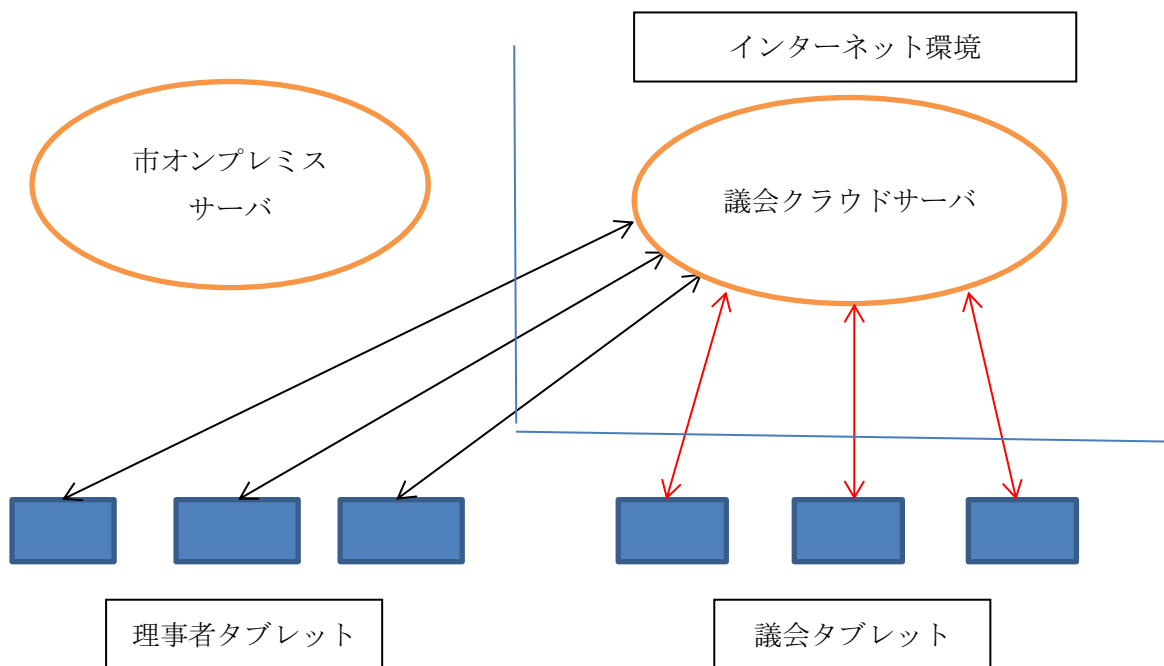 インターネット環境
市オンプレミス
サーバ
議会クラウドサーバ
理事者タブレット
議会タブレット